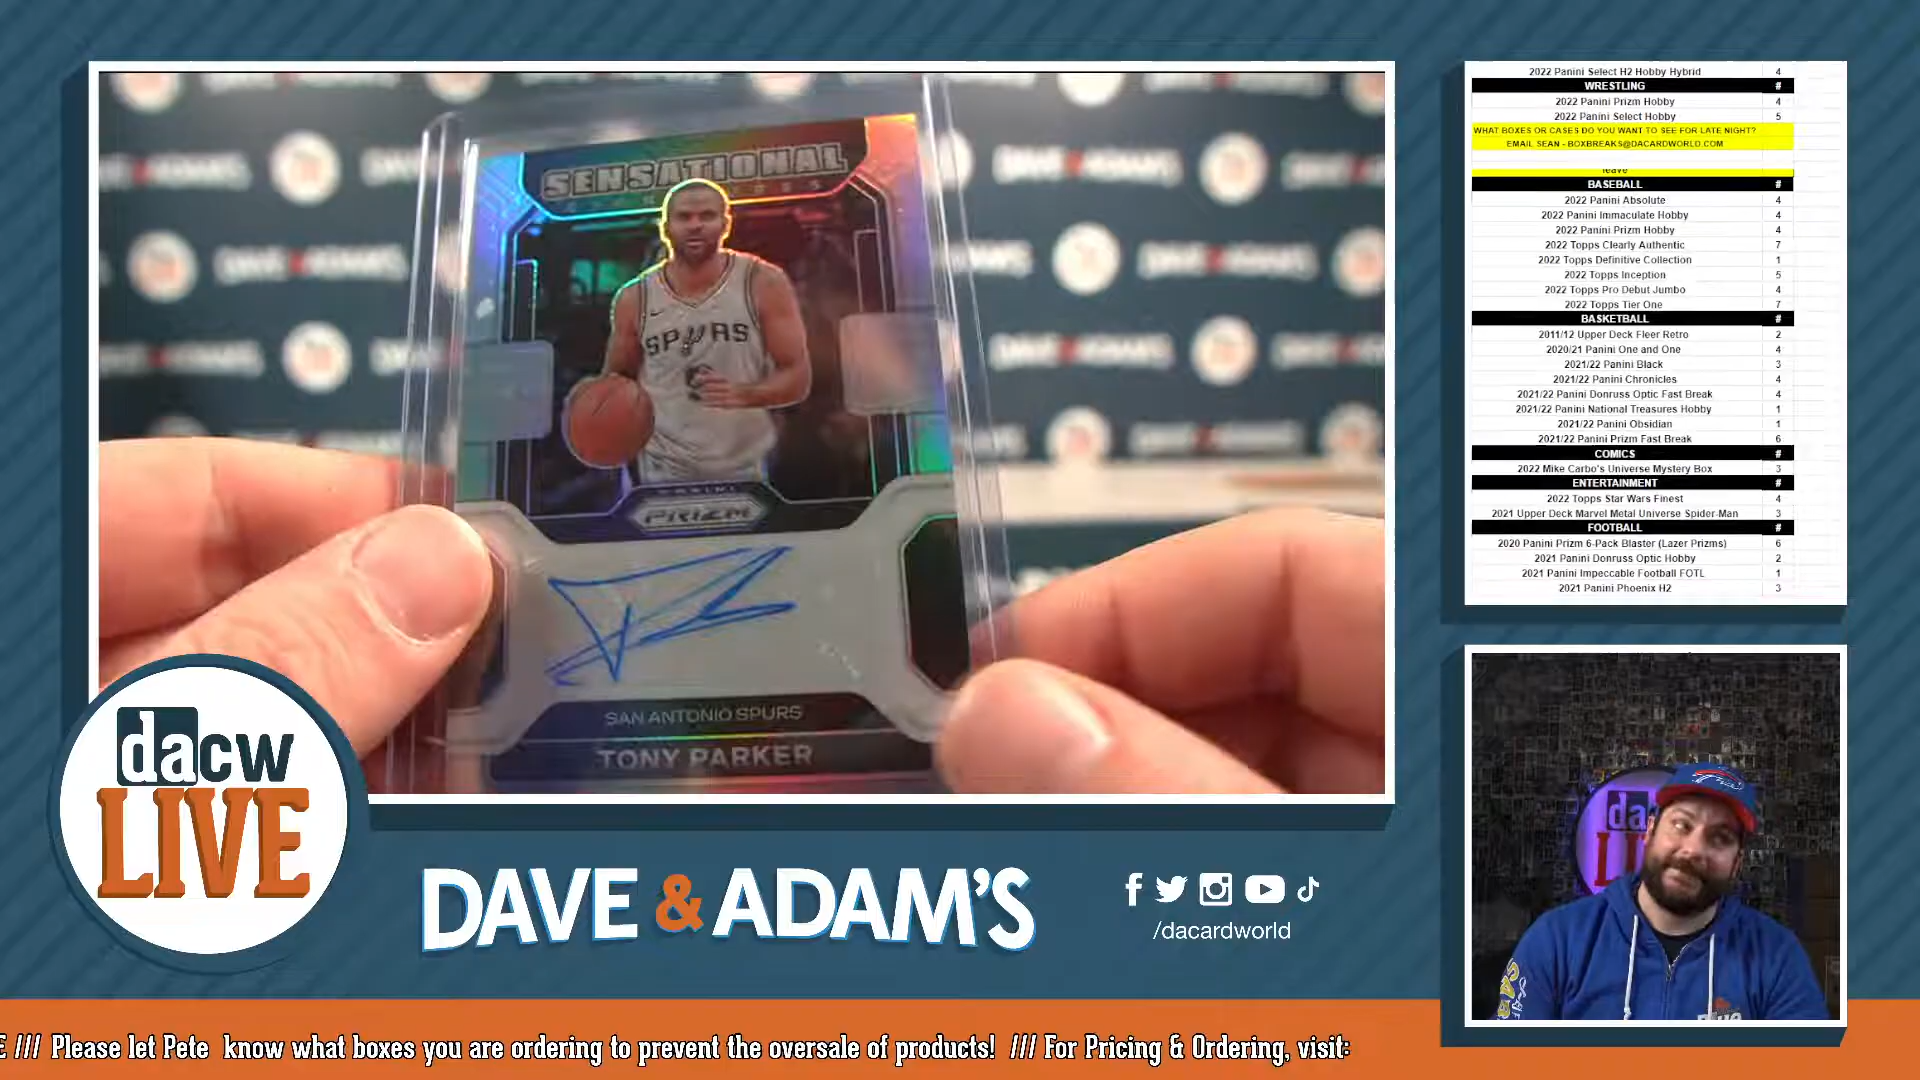 SENSATIONAL
SPURS
PANINI
PRIZM
SAN ANTONIO SPURS
TONY PARKER
DAVE & ADAM'S
2022 Panini Select H2 Hobby Hybrid 4
WRESTLING #
2022 Panini Prizm Hobby 4
2022 Panini Select Hobby 5
WHAT BOXES OR CASES DO YOU WANT TO SEE FOR LATE NIGHT?
EMAIL SEAN - BOXBREAKS@DACARDWORLD.COM
leave
BASEBALL #
2022 Panini Absolute 4
2022 Panini Immaculate Hobby 4
2022 Panini Prizm Hobby 4
2022 Topps Clearly Authentic 7
2022 Topps Definitive Collection 1
2022 Topps Inception 5
2022 Topps Pro Debut Jumbo 4
2022 Topps Tier One 7
BASKETBALL #
2011/12 Upper Deck Fleer Retro 2
2020/21 Panini One and One 4
2021/22 Panini Black 3
2021/22 Panini Chronicles 4
2021/22 Panini Donruss Optic Fast Break 4
2021/22 Panini National Treasures Hobby 1
2021/22 Panini Obsidian 1
2021/22 Panini Prizm Fast Break 6
COMICS #
2022 Mike Carbo's Universe Mystery Box 3
ENTERTAINMENT #
2022 Topps Star Wars Finest 4
2021 Upper Deck Marvel Metal Universe Spider-Man 3
FOOTBALL #
2020 Panini Prizm 6-Pack Blaster (Lazer Prizms) 6
2021 Panini Donruss Optic Hobby 2
2021 Panini Impeccable Football FOTL 1
2021 Panini Phoenix H2 3
dacw
LIVE
DAVE & ADAM'S
/dacardworld
E /// Please let Pete know what boxes you are ordering to prevent the oversale of products! /// For Pricing & Ordering, visit: